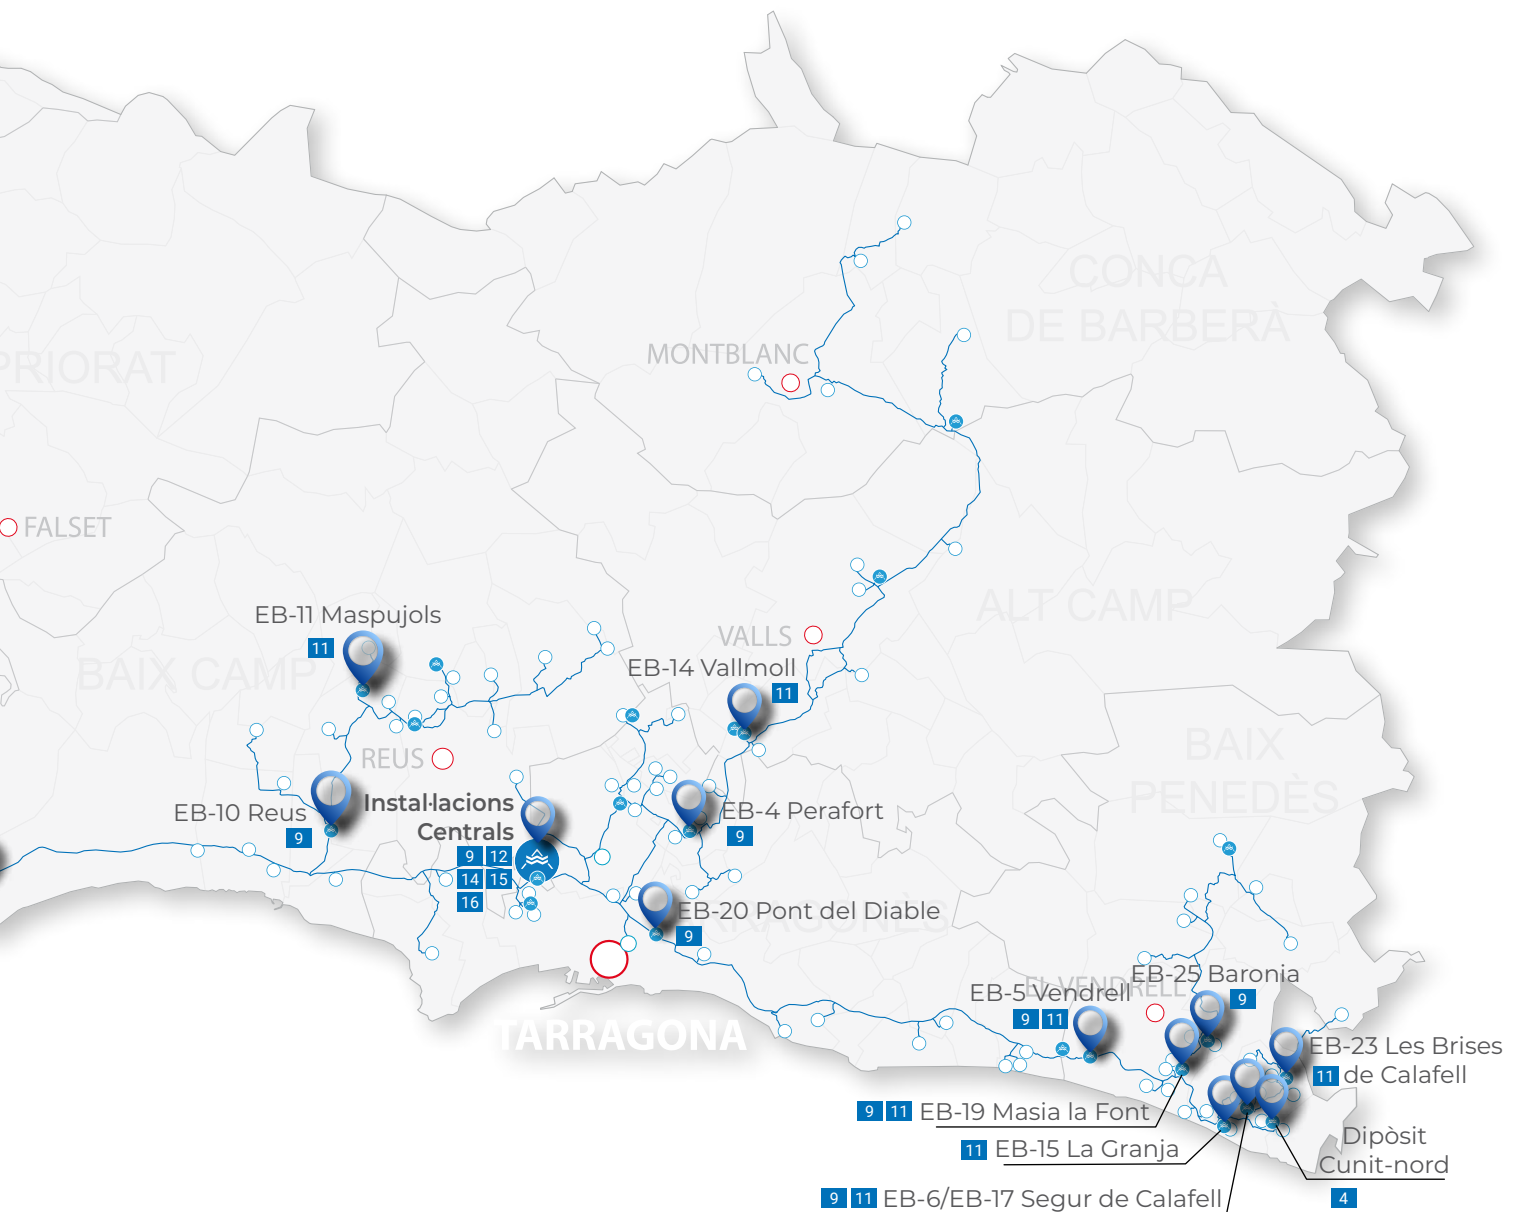 CONCA
DE BARBERÀ
MONTBLANC
PRIORAT
FALSET
ALT CAMP
EB-11 Maspujols
11
VALLS
BAIX CAMP
EB-14 Vallmoll
11
REUS
BAIX
PENEDÈS
EB-10 Reus
9
Instal·lacions
Centrals
9 12
14 15
16
EB-4 Perafort
9
EB-20 Pont del Diable
9
TARRAGONA
EL VENDRELL
EB-25 Baronia
9
EB-5 Vendrell
9 11
EB-23 Les Brises
11 de Calafell
9 11 EB-19 Masia la Font
11 EB-15 La Granja
Dipòsit
Cunit-nord
4
9 11 EB-6/EB-17 Segur de Calafell